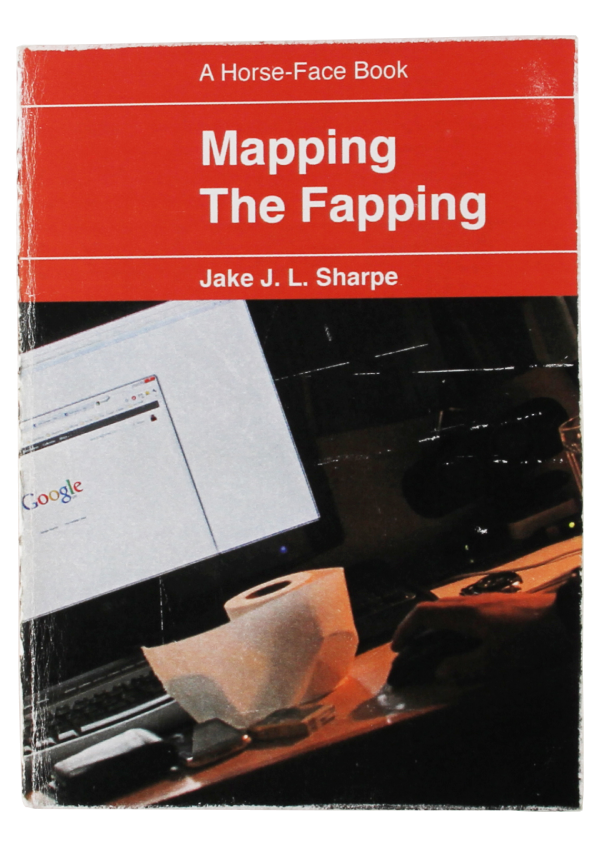 A Horse-Face Book
Mapping
The Fapping
Jake J. L. Sharpe
Google